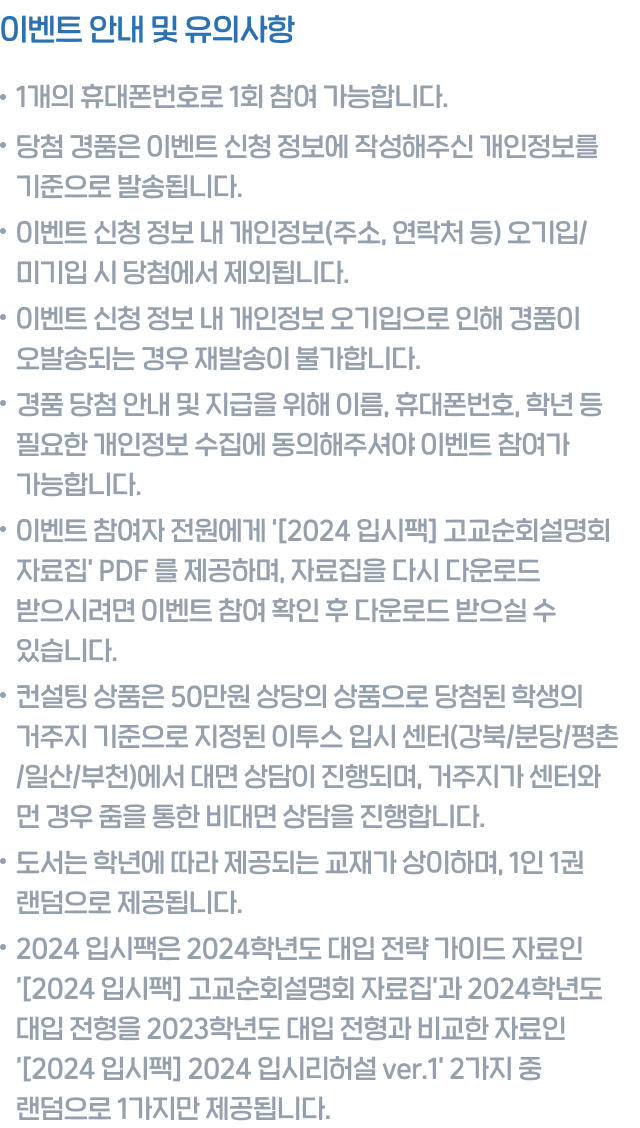 이벤트 안내 및 유의사항
• 1개의 휴대폰번호로 1회 참여 가능합니다.
• 당첨 경품은 이벤트 신청 정보에 작성해주신 개인정보를
기준으로 발송됩니다.
• 이벤트 신청 정보 내 개인정보(주소, 연락처 등) 오기입/
미기입 시 당첨에서 제외됩니다.
• 이벤트 신청 정보 내 개인정보 오기입으로 인해 경품이
오발송되는 경우 재발송이 불가합니다.
• 경품 당첨 안내 및 지급을 위해 이름, 휴대폰번호, 학년 등
필요한 개인정보 수집에 동의해주셔야 이벤트 참여가
가능합니다.
• 이벤트 참여자 전원에게 '[2024 입시팩] 고교순회설명회
자료집' PDF 를 제공하며, 자료집을 다시 다운로드
받으시려면 이벤트 참여 확인 후 다운로드 받으실 수
있습니다.
• 컨설팅 상품은 50만원 상당의 상품으로 당첨된 학생의
거주지 기준으로 지정된 이투스 입시 센터(강북/분당/평촌
/일산/부천)에서 대면 상담이 진행되며, 거주지가 센터와
먼 경우 줌을 통한 비대면 상담을 진행합니다.
• 도서는 학년에 따라 제공되는 교재가 상이하며, 1인 1권
랜덤으로 제공됩니다.
• 2024 입시팩은 2024학년도 대입 전략 가이드 자료인
'[2024 입시팩] 고교순회설명회 자료집'과 2024학년도
대입 전형을 2023학년도 대입 전형과 비교한 자료인
'[2024 입시팩] 2024 입시리허설 ver.1' 2가지 중
랜덤으로 1가지만 제공됩니다.